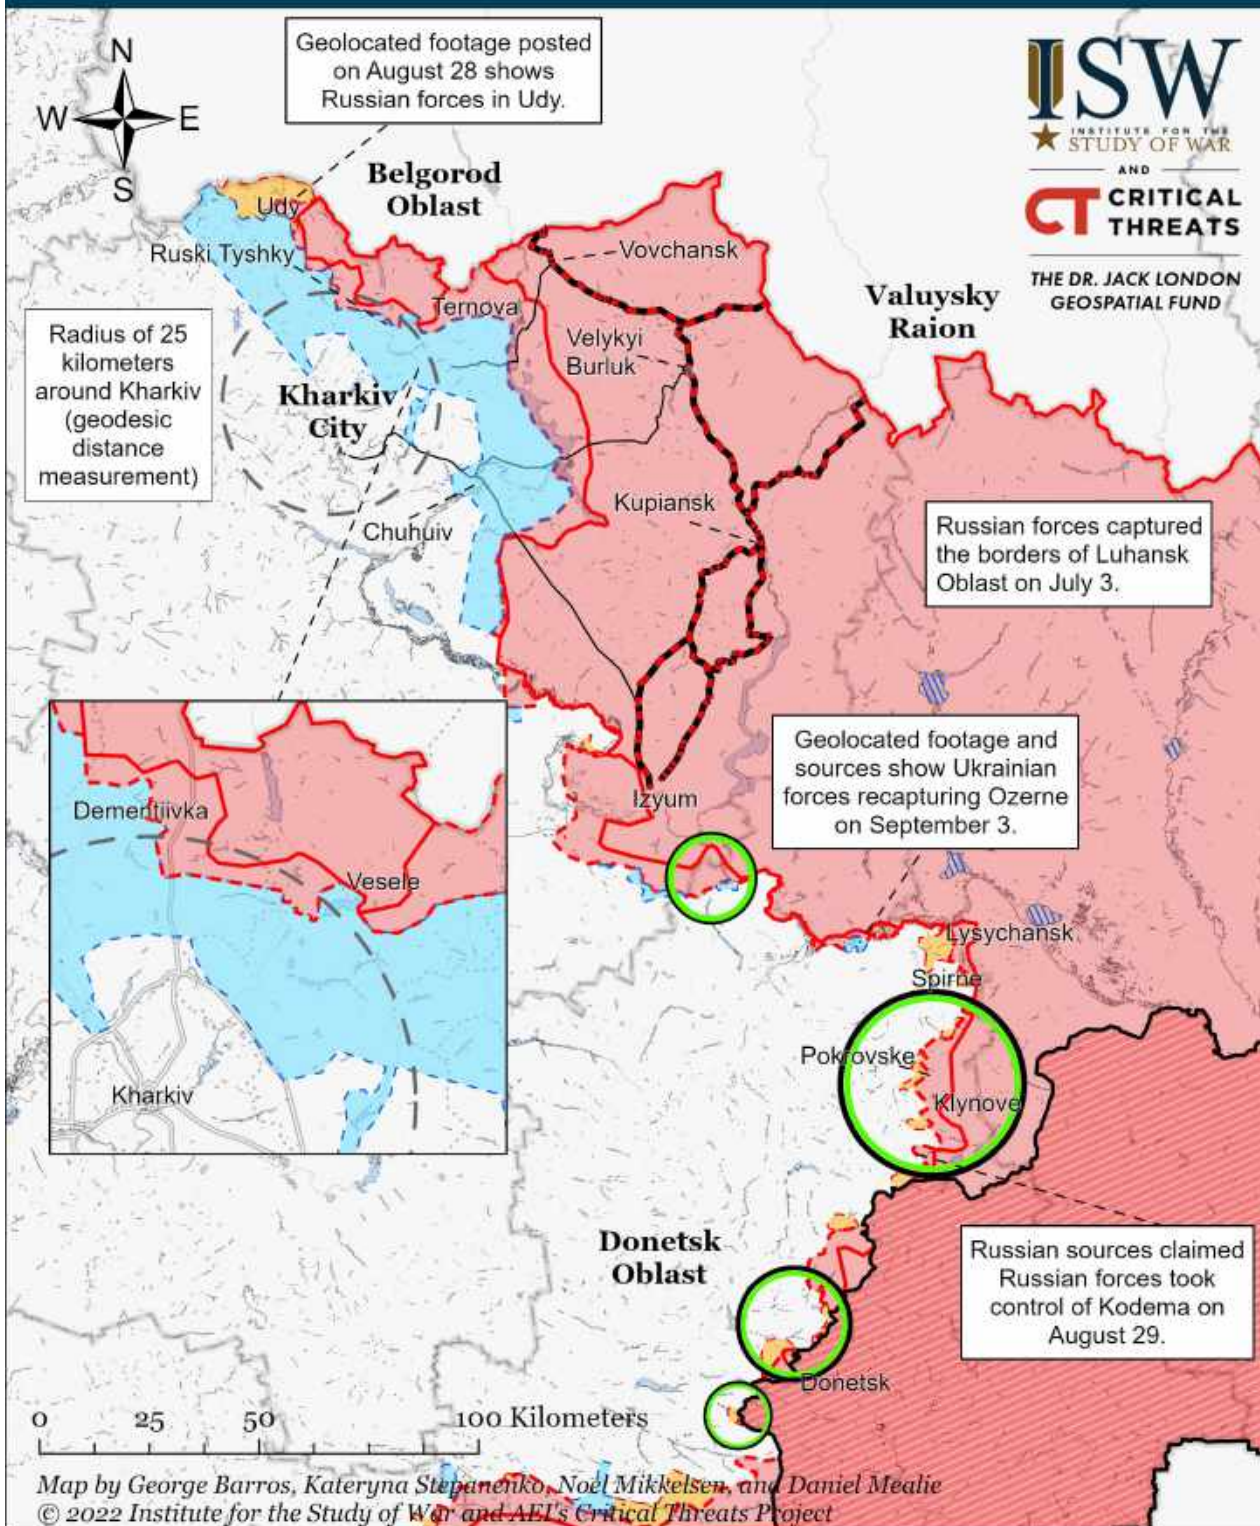 Geolocated footage posted
on August 28 shows
Russian forces in Udy.
N
W
E
S
ISW
INSTITUTE FOR THE
STUDY OF WAR
AND
CT CRITICAL
THREATS
THE DR. JACK LONDON
GEOSPATIAL FUND
Belgorod
Oblast
Udy
Ruski Tyshky
Vovchansk
Ternova
Valuysky
Raion
Radius of 25
kilometers
around Kharkiv
(geodesic
distance
measurement)
Velykyi
Burluk
Kharkiv
City
Kupiansk
Chuhuiv
Russian forces captured
the borders of Luhansk
Oblast on July 3.
Geolocated footage and
sources show Ukrainian
forces recapturing Ozerne
on September 3.
Izyum
Dementiivka
Vesele
Kharkiv
Lysychansk
Spirne
Pokrovske
Klynove
Donetsk
Oblast
Russian sources claimed
Russian forces took
control of Kodema on
August 29.
Donetsk
0 25 50 100 Kilometers
Map by George Barros, Kateryna Stepanenko, Noel Mikkelsen, and Daniel Mealie
© 2022 Institute for the Study of War and AEI's Critical Threats Project